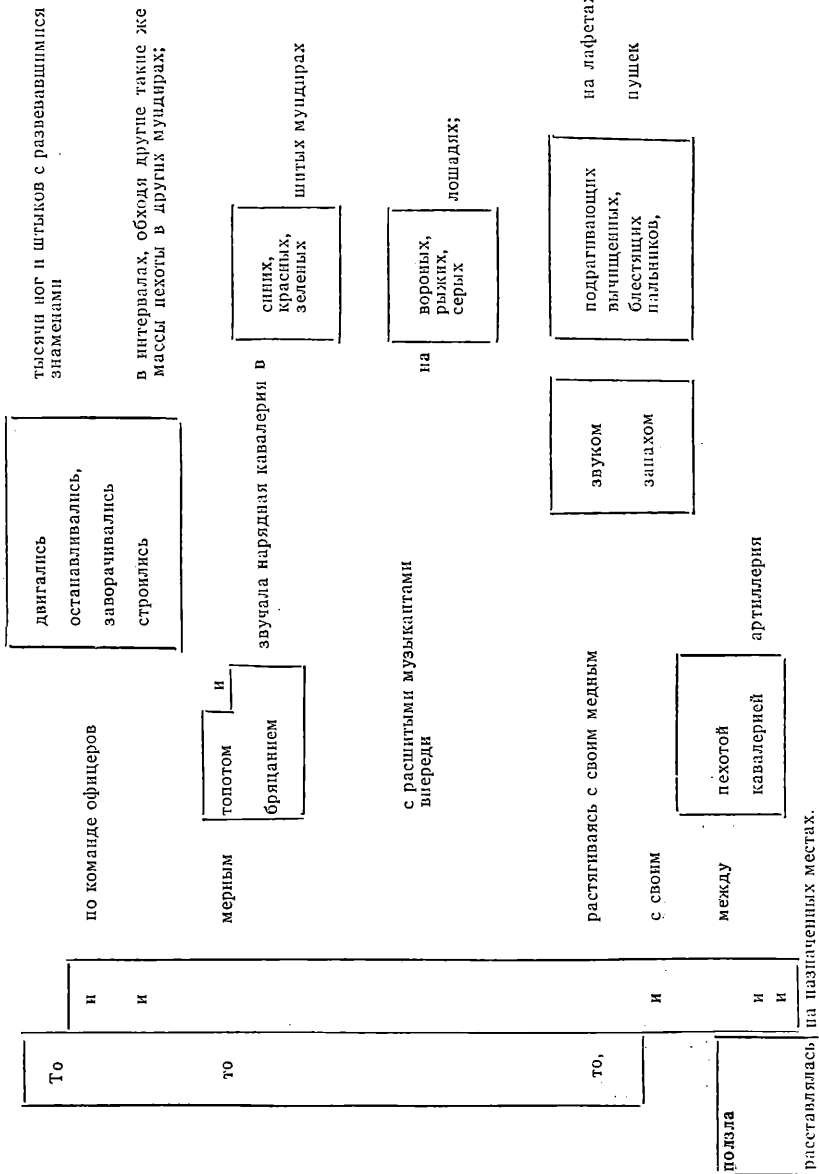 То
двигались
тысячи ног и штыков с развевавшимися
знаменами
и
по команде офицеров
останавливались,
заворачивались
и
строились
в интервалах, обходя другие такие же
массы пехоты в других мундирах;
то
мерным
топотом
и
бряцанием
звучала нарядная кавалерия в
синих,
красных,
зеленых
шитых мундирах
с расшитыми музыкантами
впереди
на
вороных,
рыжих,
серых
лошадях;
то,
растягиваясь с своим медным
звуком
подрагивающих
вычищенных,
блестящих
пальников,
на лафетах
пушек
и
с своим
запахом
ползла
между
пехотой
и
кавалерией
артиллерия
и
расставлялась на назначенных местах.